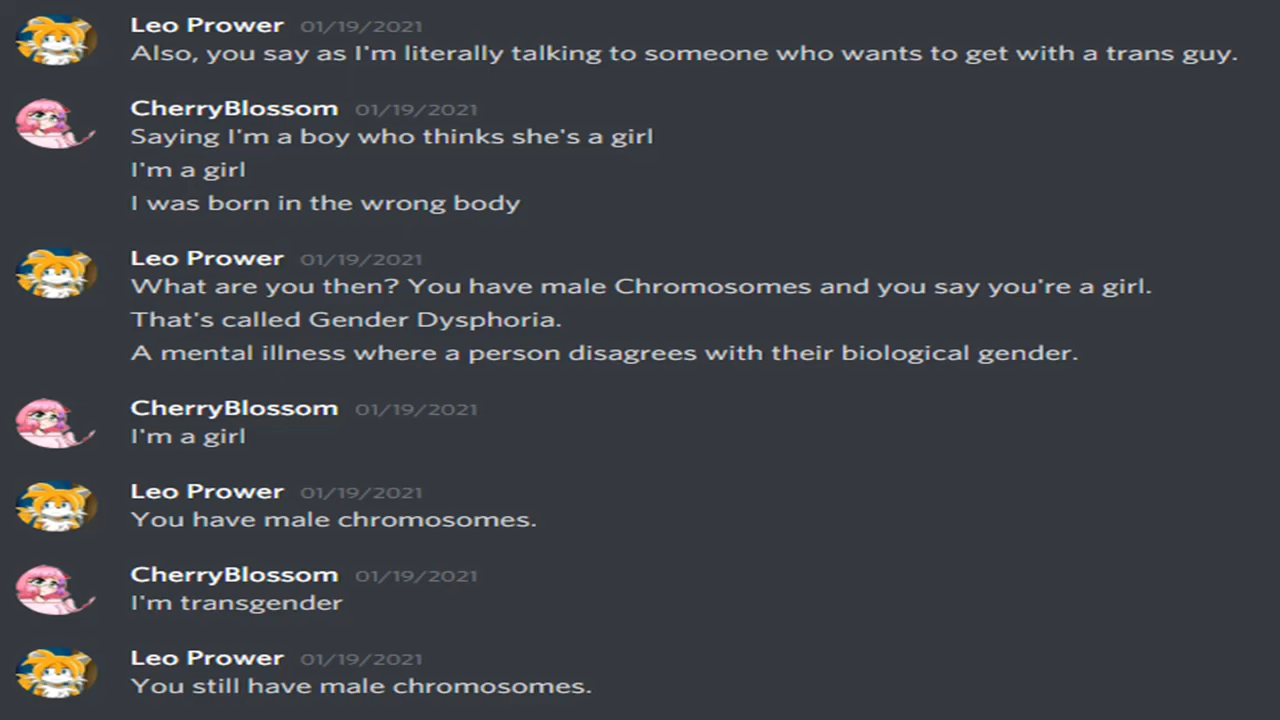 Leo Prower 01/19/2021
Also, you say as I'm literally talking to someone who wants to get with a trans guy.
CherryBlossom 01/19/2021
Saying I'm a boy who thinks she's a girl
I'm a girl
I was born in the wrong body
Leo Prower 01/19/2021
What are you then? You have male Chromosomes and you say you're a girl.
That's called Gender Dysphoria.
A mental illness where a person disagrees with their biological gender.
CherryBlossom 01/19/2021
I'm a girl
Leo Prower 01/19/2021
You have male chromosomes.
CherryBlossom 01/19/2021
I'm transgender
Leo Prower 01/19/2021
You still have male chromosomes.